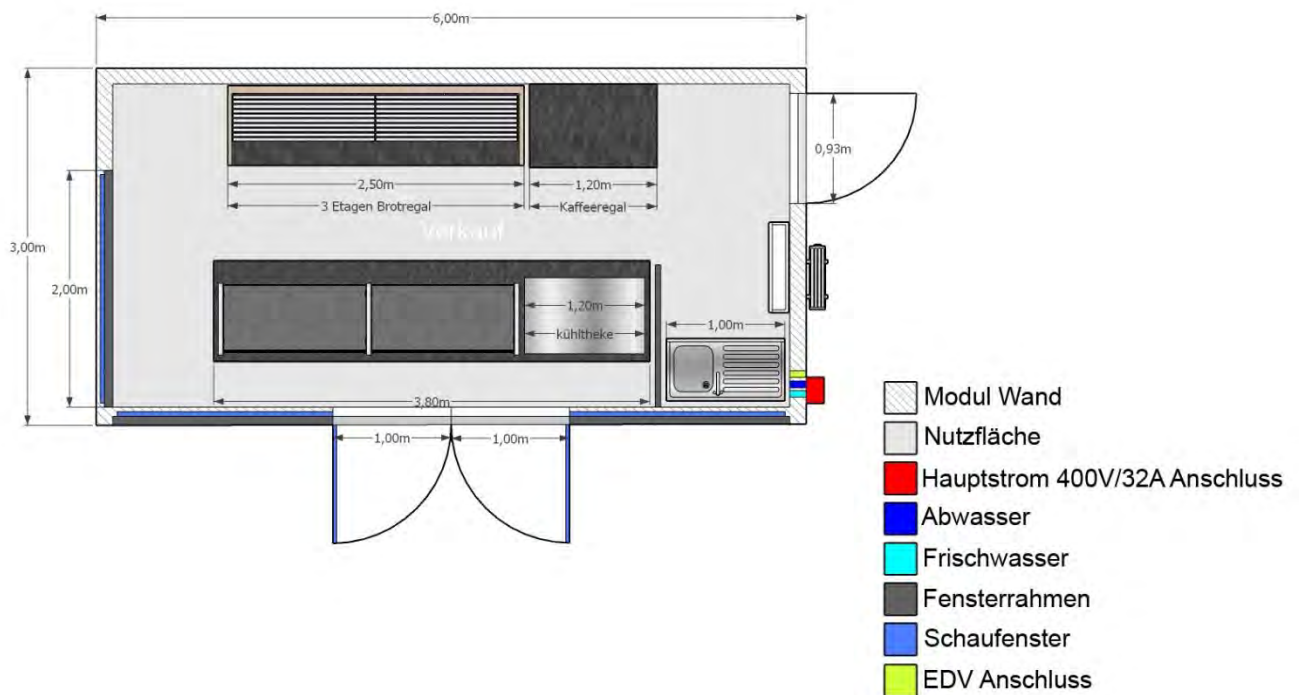 6,00m
0,93m
2,50m
1,20m
3 Etagen Brotregal
Kaffeeregal
Verkauf
3,00m
2,00m
1,20m
kühltheke
1,00m
3,80m
1,00m
1,00m
Modul Wand
Nutzfläche
Hauptstrom 400V/32A Anschluss
Abwasser
Frischwasser
Fensterrahmen
Schaufenster
EDV Anschluss